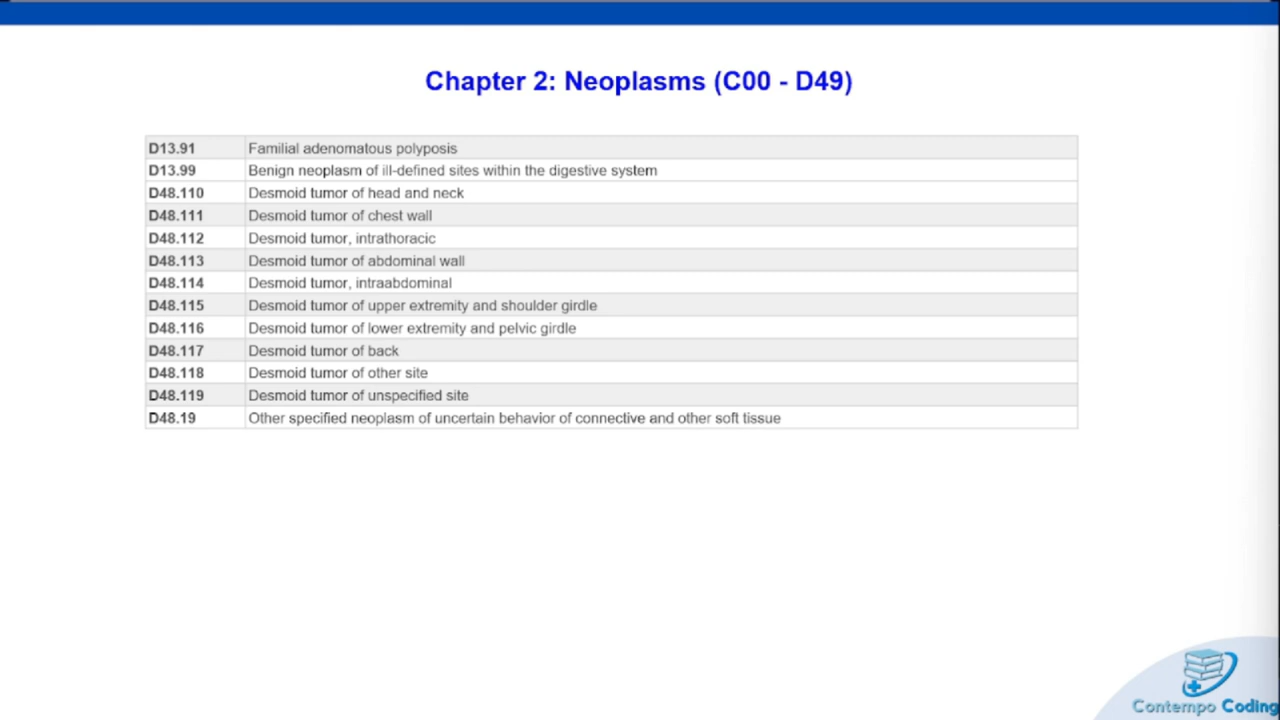 Chapter 2: Neoplasms (C00 - D49)
D13.91 Familial adenomatous polyposis
D13.99 Benign neoplasm of ill-defined sites within the digestive system
D48.110 Desmoid tumor of head and neck
D48.111 Desmoid tumor of chest wall
D48.112 Desmoid tumor, intrathoracic
D48.113 Desmoid tumor of abdominal wall
D48.114 Desmoid tumor, intraabdominal
D48.115 Desmoid tumor of upper extremity and shoulder girdle
D48.116 Desmoid tumor of lower extremity and pelvic girdle
D48.117 Desmoid tumor of back
D48.118 Desmoid tumor of other site
D48.119 Desmoid tumor of unspecified site
D48.19 Other specified neoplasm of uncertain behavior of connective and other soft tissue
Contempo Coding